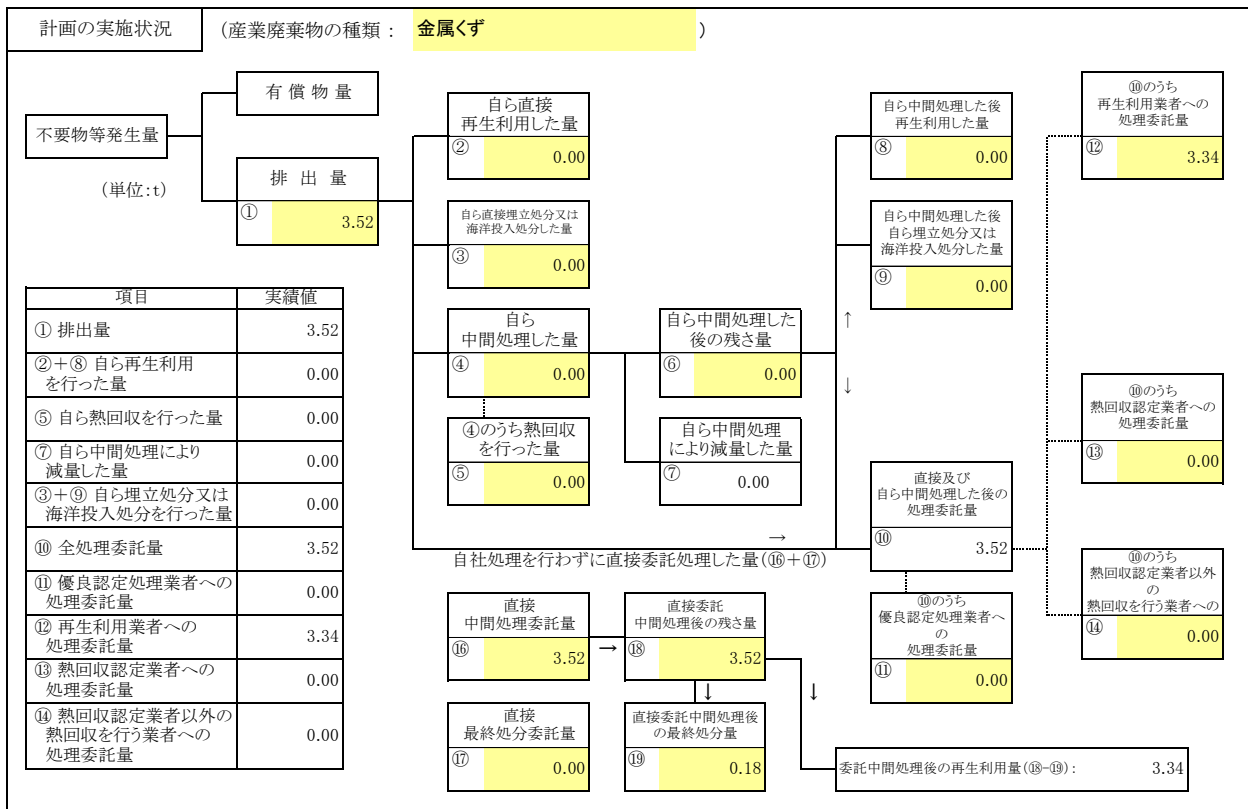 計画の実施状況
(産業廃棄物の種類： 金属くず )
不要物等発生量
(単位:t)
有 償 物 量
排 出 量
① 3.52
自ら直接
再生利用した量
② 0.00
自ら直接埋立処分又は
海洋投入処分した量
③ 0.00
自ら
中間処理した量
④ 0.00
④のうち熱回収
を行った量
⑤ 0.00
自ら中間処理した
後の残さ量
⑥ 0.00
自ら中間処理
により減量した量
⑦ 0.00
自ら中間処理した後
再生利用した量
⑧ 0.00
自ら中間処理した後
自ら埋立処分又は
海洋投入処分した量
⑨ 0.00
↑
↓
直接及び
自ら中間処理した後の
処理委託量
⑩ 3.52
⑩のうち
再生利用業者への
処理委託量
⑫ 3.34
⑩のうち
熱回収認定業者への
処理委託量
⑬ 0.00
⑩のうち
熱回収認定業者以外
の
熱回収を行う業者への
⑭ 0.00
⑩のうち
優良認定処理業者へ
の
処理委託量
⑪ 0.00
→
自社処理を行わずに直接委託処理した量(⑯+⑰)
直接
中間処理委託量
⑯ 3.52
→
直接委託
中間処理後の残さ量
⑱ 3.52
↓
↓
直接
最終処分委託量
⑰ 0.00
直接委託中間処理後
の最終処分量
⑲ 0.18
委託中間処理後の再生利用量(⑱-⑲)： 3.34
項目 実績値
① 排出量 3.52
②+⑧ 自ら再生利用
を行った量 0.00
⑤ 自ら熱回収を行った量 0.00
⑦ 自ら中間処理により
減量した量 0.00
③+⑨ 自ら埋立処分又は
海洋投入処分を行った量 0.00
⑩ 全処理委託量 3.52
⑪ 優良認定処理業者への
処理委託量 0.00
⑫ 再生利用業者への
処理委託量 3.34
⑬ 熱回収認定業者への
処理委託量 0.00
⑭ 熱回収認定業者以外の
熱回収を行う業者への
処理委託量 0.00